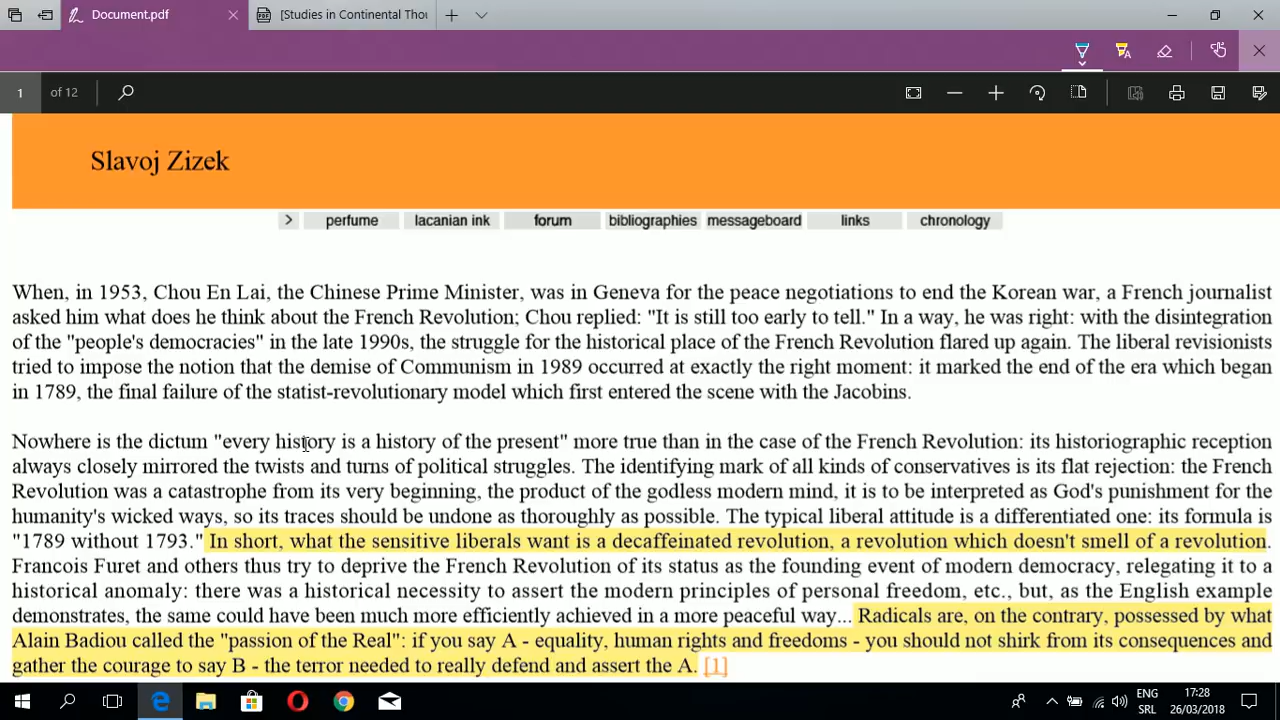 Document.pdf
[Studies in Continental Thou
1 of 12
Slavoj Zizek
> perfume lacanian ink forum bibliographies messageboard links chronology
When, in 1953, Chou En Lai, the Chinese Prime Minister, was in Geneva for the peace negotiations to end the Korean war, a French journalist
asked him what does he think about the French Revolution; Chou replied: "It is still too early to tell." In a way, he was right: with the disintegration
of the "people's democracies" in the late 1990s, the struggle for the historical place of the French Revolution flared up again. The liberal revisionists
tried to impose the notion that the demise of Communism in 1989 occurred at exactly the right moment: it marked the end of the era which began
in 1789, the final failure of the statist-revolutionary model which first entered the scene with the Jacobins.
Nowhere is the dictum "every history is a history of the present" more true than in the case of the French Revolution: its historiographic reception
always closely mirrored the twists and turns of political struggles. The identifying mark of all kinds of conservatives is its flat rejection: the French
Revolution was a catastrophe from its very beginning, the product of the godless modern mind, it is to be interpreted as God's punishment for the
humanity's wicked ways, so its traces should be undone as thoroughly as possible. The typical liberal attitude is a differentiated one: its formula is
"1789 without 1793." In short, what the sensitive liberals want is a decaffeinated revolution, a revolution which doesn't smell of a revolution.
Francois Furet and others thus try to deprive the French Revolution of its status as the founding event of modern democracy, relegating it to a
historical anomaly: there was a historical necessity to assert the modern principles of personal freedom, etc., but, as the English example
demonstrates, the same could have been much more efficiently achieved in a more peaceful way... Radicals are, on the contrary, possessed by what
Alain Badiou called the "passion of the Real": if you say A - equality, human rights and freedoms - you should not shirk from its consequences and
gather the courage to say B - the terror needed to really defend and assert the A. [1]
ENG 17:28
SRL 26/03/2018